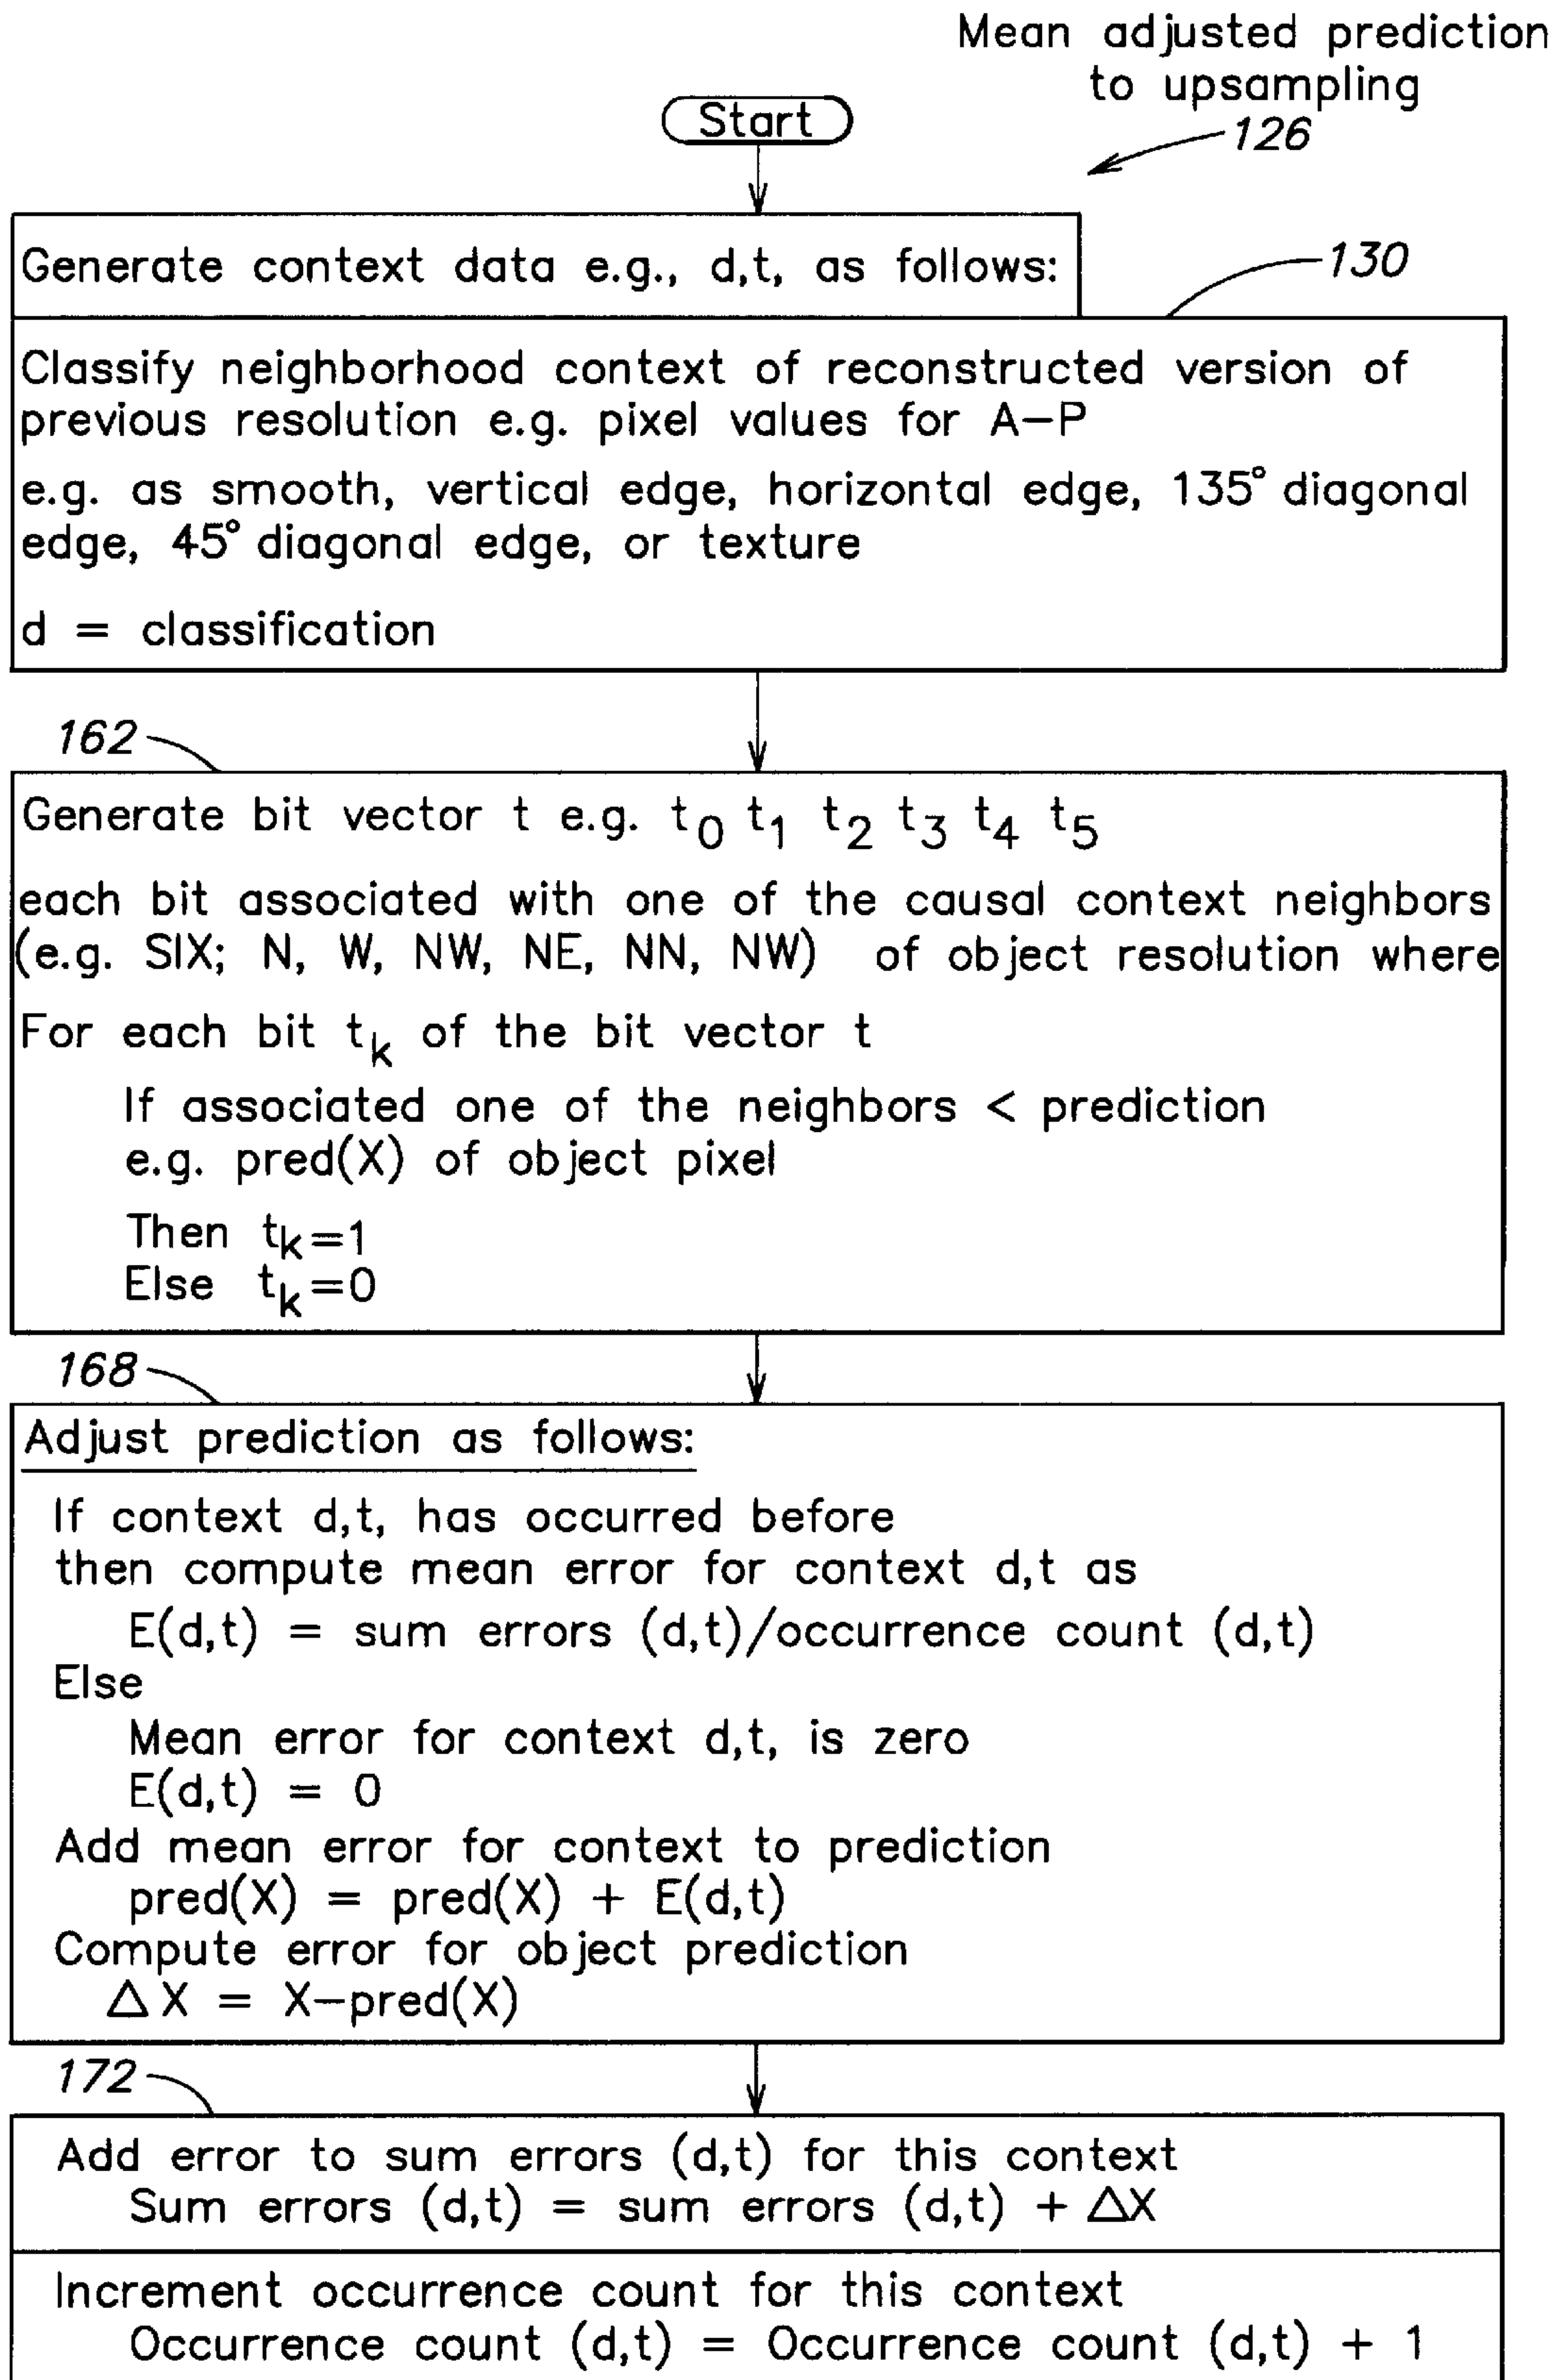 Mean adjusted prediction
to upsampling
Start
126
Generate context data e.g., d,t, as follows:
130
Classify neighborhood context of reconstructed version of
previous resolution e.g. pixel values for A–P
e.g. as smooth, vertical edge, horizontal edge, 135° diagonal
edge, 45° diagonal edge, or texture
d = classification
162
Generate bit vector t e.g. t0 t1 t2 t3 t4 t5
each bit associated with one of the causal context neighbors
(e.g. SIX; N, W, NW, NE, NN, NW) of object resolution where
For each bit tk of the bit vector t
If associated one of the neighbors < prediction
e.g. pred(X) of object pixel
Then tk=1
Else tk=0
168
Adjust prediction as follows:
If context d,t, has occurred before
then compute mean error for context d,t as
E(d,t) = sum errors (d,t)/occurrence count (d,t)
Else
Mean error for context d,t, is zero
E(d,t) = 0
Add mean error for context to prediction
pred(X) = pred(X) + E(d,t)
Compute error for object prediction
△X = X–pred(X)
172
Add error to sum errors (d,t) for this context
Sum errors (d,t) = sum errors (d,t) + △X
Increment occurrence count for this context
Occurrence count (d,t) = Occurrence count (d,t) + 1